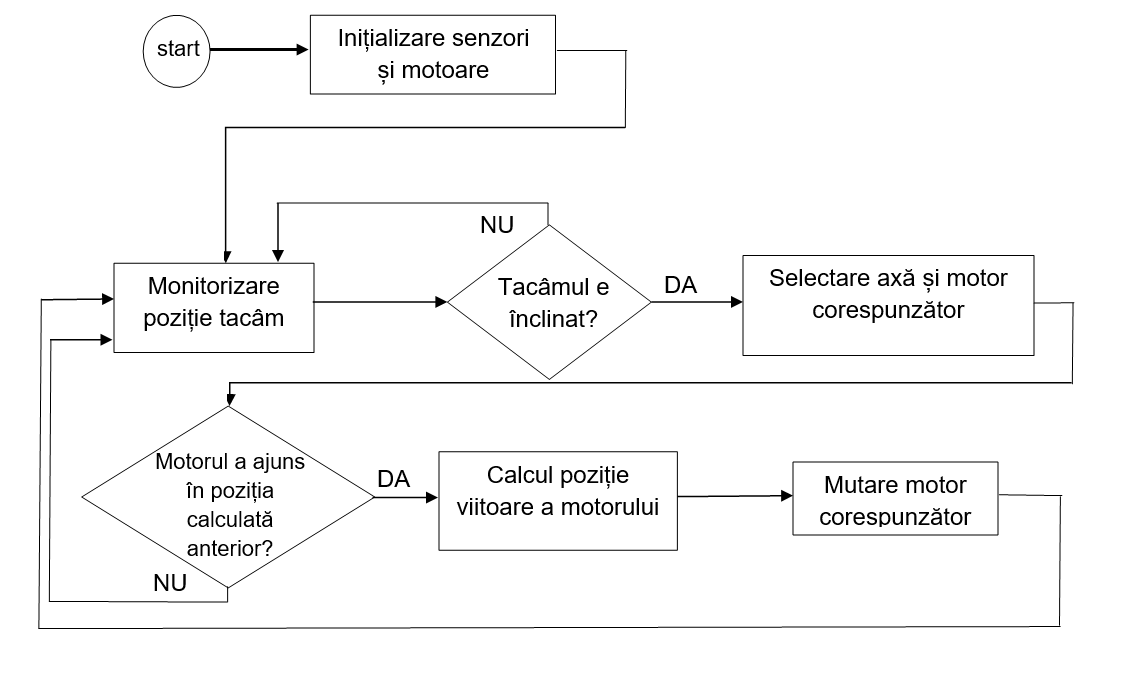 start
Inițializare senzori
și motoare
NU
Monitorizare
poziție tacâm
Tacâmul e
înclinat?
DA
Selectare axă și motor
corespunzător
Motorul a ajuns
în poziția
calculată
anterior?
DA
NU
Calcul poziție
viitoare a motorului
Mutare motor
corespunzător